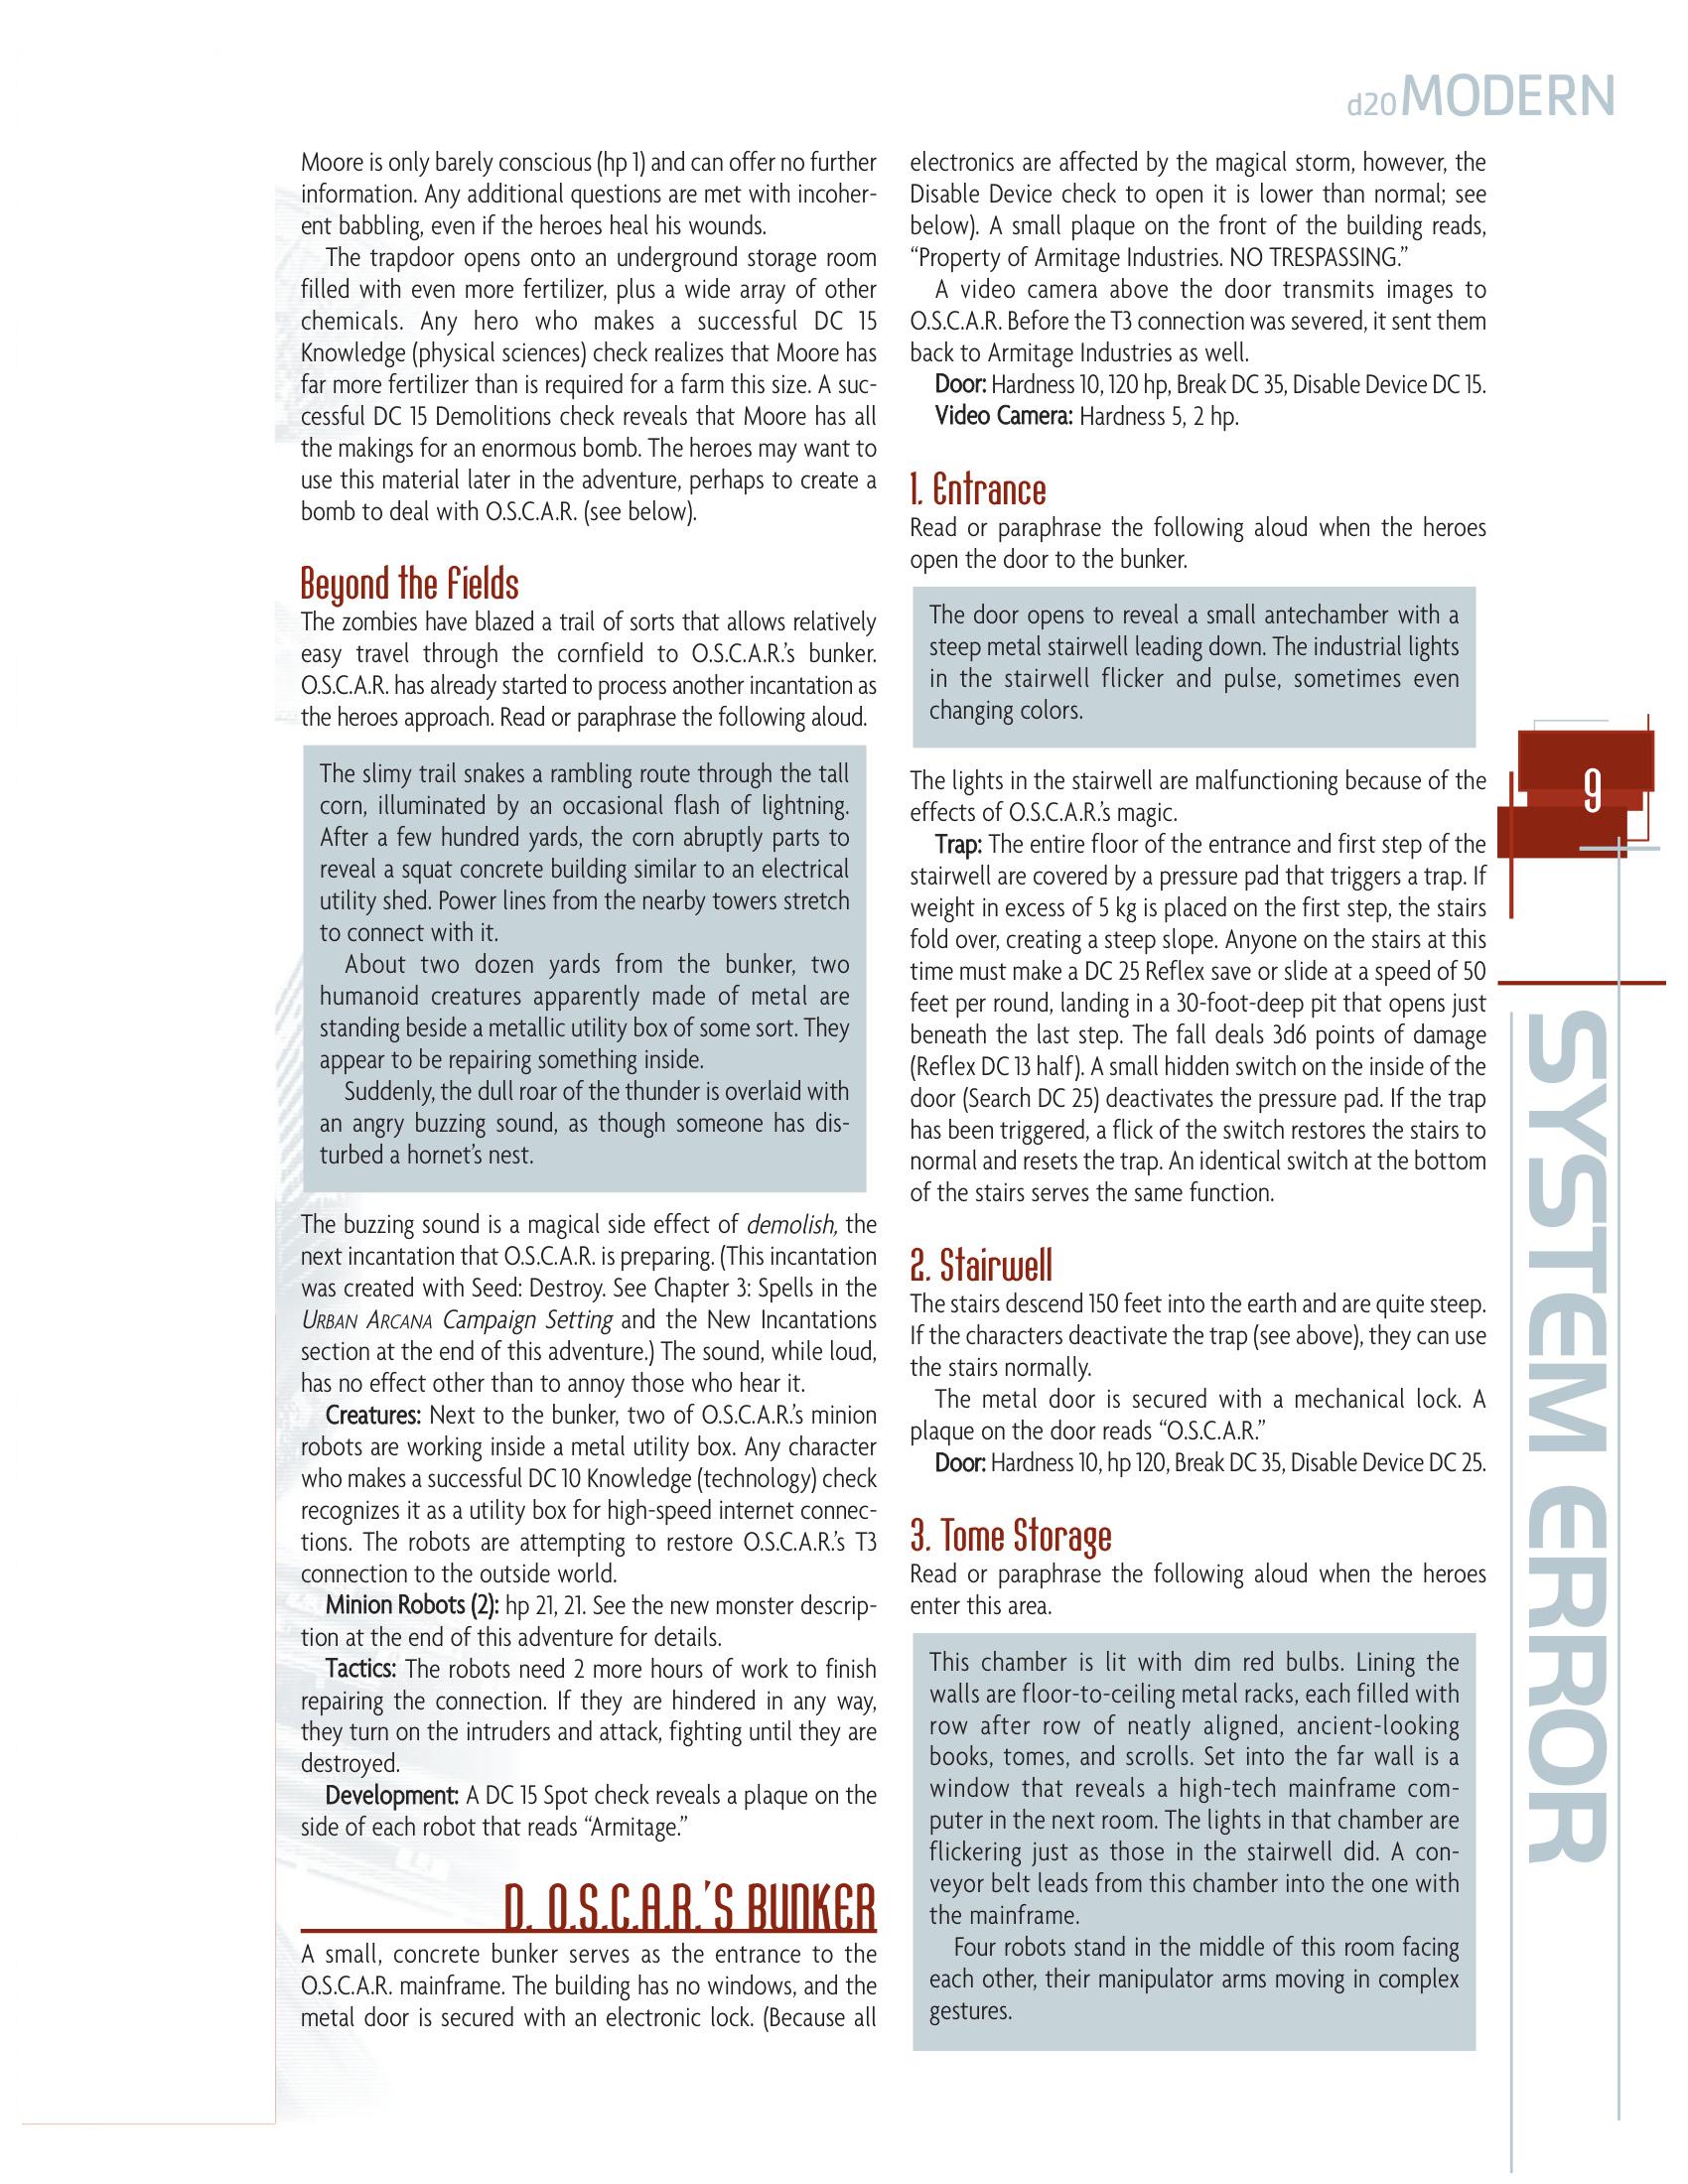 d20 MODERN
Moore is only barely conscious (hp 1) and can offer no further
information. Any additional questions are met with incoher-
ent babbling, even if the heroes heal his wounds.
The trapdoor opens onto an underground storage room
filled with even more fertilizer, plus a wide array of other
chemicals. Any hero who makes a successful DC 15
Knowledge (physical sciences) check realizes that Moore has
far more fertilizer than is required for a farm this size. A suc-
cessful DC 15 Demolitions check reveals that Moore has all
the makings for an enormous bomb. The heroes may want to
use this material later in the adventure, perhaps to create a
bomb to deal with O.S.C.A.R. (see below).
Beyond the Fields
The zombies have blazed a trail of sorts that allows relatively
easy travel through the cornfield to O.S.C.A.R.'s bunker.
O.S.C.A.R. has already started to process another incantation as
the heroes approach. Read or paraphrase the following aloud.
The slimy trail snakes a rambling route through the tall
corn, illuminated by an occasional flash of lightning.
After a few hundred yards, the corn abruptly parts to
reveal a squat concrete building similar to an electrical
utility shed. Power lines from the nearby towers stretch
to connect with it.
About two dozen yards from the bunker, two
humanoid creatures apparently made of metal are
standing beside a metallic utility box of some sort. They
appear to be repairing something inside.
Suddenly, the dull roar of the thunder is overlaid with
an angry buzzing sound, as though someone has dis-
turbed a hornet's nest.
The buzzing sound is a magical side effect of demolish, the
next incantation that O.S.C.A.R. is preparing. (This incantation
was created with Seed: Destroy. See Chapter 3: Spells in the
URBAN ARCANA Campaign Setting and the New Incantations
section at the end of this adventure.) The sound, while loud,
has no effect other than to annoy those who hear it.
Creatures: Next to the bunker, two of O.S.C.A.R.'s minion
robots are working inside a metal utility box. Any character
who makes a successful DC 10 Knowledge (technology) check
recognizes it as a utility box for high-speed internet connec-
tions. The robots are attempting to restore O.S.C.A.R.'s T3
connection to the outside world.
Minion Robots (2): hp 21, 21. See the new monster descrip-
tion at the end of this adventure for details.
Tactics: The robots need 2 more hours of work to finish
repairing the connection. If they are hindered in any way,
they turn on the intruders and attack, fighting until they are
destroyed.
Development: A DC 15 Spot check reveals a plaque on the
side of each robot that reads “Armitage.”
D. O.S.C.A.R.'S BUNKER
A small, concrete bunker serves as the entrance to the
O.S.C.A.R. mainframe. The building has no windows, and the
metal door is secured with an electronic lock. (Because all
electronics are affected by the magical storm, however, the
Disable Device check to open it is lower than normal; see
below). A small plaque on the front of the building reads,
“Property of Armitage Industries. NO TRESPASSING.”
A video camera above the door transmits images to
O.S.C.A.R. Before the T3 connection was severed, it sent them
back to Armitage Industries as well.
Door: Hardness 10, 120 hp, Break DC 35, Disable Device DC 15.
Video Camera: Hardness 5, 2 hp.
1. Entrance
Read or paraphrase the following aloud when the heroes
open the door to the bunker.
The door opens to reveal a small antechamber with a
steep metal stairwell leading down. The industrial lights
in the stairwell flicker and pulse, sometimes even
changing colors.
The lights in the stairwell are malfunctioning because of the
effects of O.S.C.A.R.'s magic.
Trap: The entire floor of the entrance and first step of the
stairwell are covered by a pressure pad that triggers a trap. If
weight in excess of 5 kg is placed on the first step, the stairs
fold over, creating a steep slope. Anyone on the stairs at this
time must make a DC 25 Reflex save or slide at a speed of 50
feet per round, landing in a 30-foot-deep pit that opens just
beneath the last step. The fall deals 3d6 points of damage
(Reflex DC 13 half). A small hidden switch on the inside of the
door (Search DC 25) deactivates the pressure pad. If the trap
has been triggered, a flick of the switch restores the stairs to
normal and resets the trap. An identical switch at the bottom
of the stairs serves the same function.
2. Stairwell
The stairs descend 150 feet into the earth and are quite steep.
If the characters deactivate the trap (see above), they can use
the stairs normally.
The metal door is secured with a mechanical lock. A
plaque on the door reads “O.S.C.A.R.”
Door: Hardness 10, hp 120, Break DC 35, Disable Device DC 25.
3. Tome Storage
Read or paraphrase the following aloud when the heroes
enter this area.
This chamber is lit with dim red bulbs. Lining the
walls are floor-to-ceiling metal racks, each filled with
row after row of neatly aligned, ancient-looking
books, tomes, and scrolls. Set into the far wall is a
window that reveals a high-tech mainframe com-
puter in the next room. The lights in that chamber are
flickering just as those in the stairwell did. A con-
veyor belt leads from this chamber into the one with
the mainframe.
Four robots stand in the middle of this room facing
each other, their manipulator arms moving in complex
gestures.
9
SYSTEM ERROR